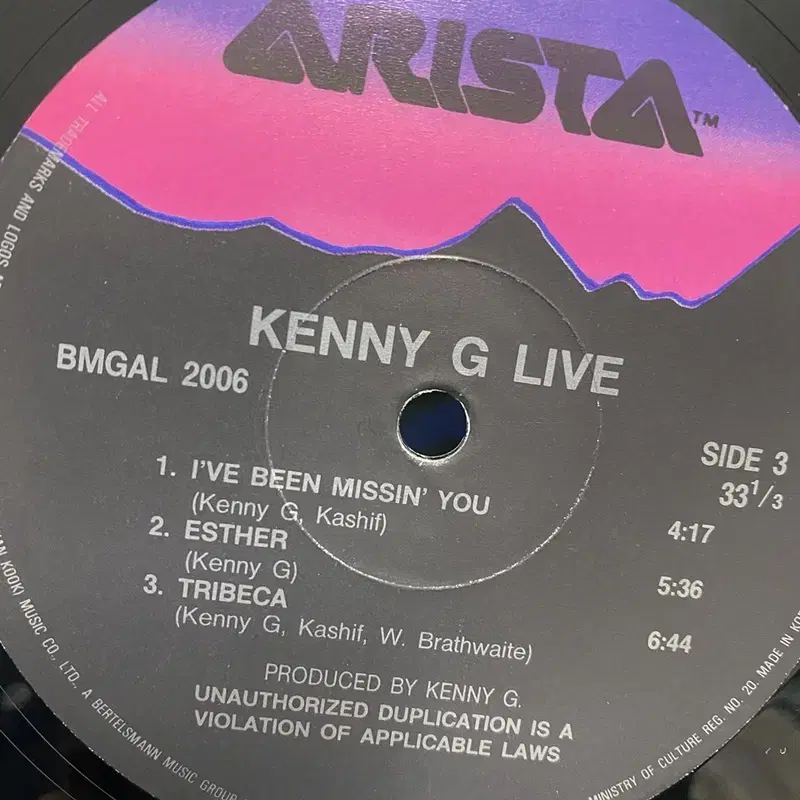 ARISTA™
ALL TRADEMARKS AND LOGOS
KENNY G LIVE
BMGAL 2006
SIDE 3
33 1/3
1. I'VE BEEN MISSIN' YOU
(Kenny G, Kashif)
4:17
2. ESTHER
(Kenny G)
5:36
3. TRIBECA
(Kenny G, Kashif, W. Brathwaite)
6:44
PRODUCED BY KENNY G.
UNAUTHORIZED DUPLICATION IS A
VIOLATION OF APPLICABLE LAWS
KOOK) MUSIC CO., LTD., A BERTELSMANN MUSIC GROUP
MINISTRY OF CULTURE REG. NO. 20. MADE IN